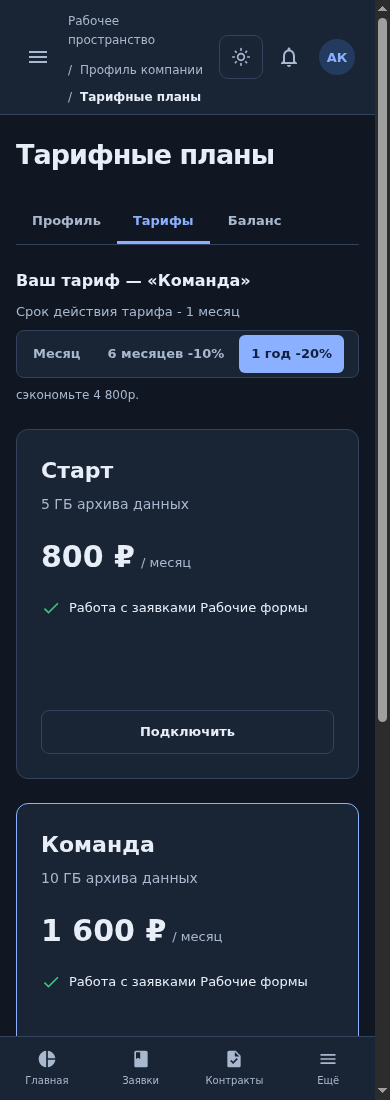 Рабочее
пространство
/ Профиль компании
/ Тарифные планы
АК
Тарифные планы
Профиль Тарифы Баланс
Ваш тариф — «Команда»
Срок действия тарифа - 1 месяц
Месяц 6 месяцев -10% 1 год -20%
сэкономьте 4 800р.
Старт
5 ГБ архива данных
800 ₽ / месяц
Работа с заявками Рабочие формы
Подключить
Команда
10 ГБ архива данных
1 600 ₽ / месяц
Работа с заявками Рабочие формы
Главная Заявки Контракты Ещё